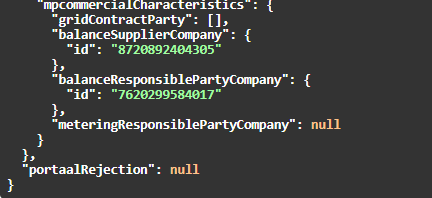 "mpcommercialCharacteristics": {
"gridContractParty": [],
"balanceSupplierCompany": {
"id": "8720892404305"
},
"balanceResponsiblePartyCompany": {
"id": "7620299584017"
},
"meteringResponsiblePartyCompany": null
}
},
"portaalRejection": null
}